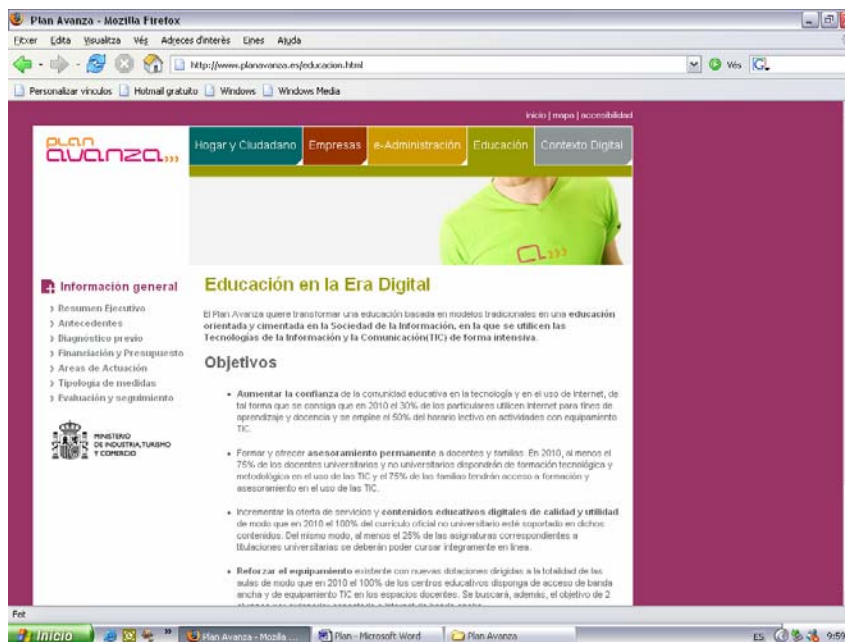 Plan Avanza - Mozilla Firefox
Fitxer Edita Visualitza Vés Adreces d'interès Eines Ajuda
http://www.planavanza.es/educacion.html
Vés
Personalizar vínculos Hotmail gratuito Windows Windows Media
inicio | mapa | accesibilidad
PLAN
avanza
Hogar y Ciudadano Empresas e-Administración Educación Contexto Digital
Información general
Resumen Ejecutivo
Antecedentes
Diagnóstico previo
Financiación y Presupuesto
Areas de Actuación
Tipología de medidas
Evaluación y seguimiento
MINISTERIO
DE INDUSTRIA, TURISMO
Y COMERCIO
Educación en la Era Digital
El Plan Avanza quiere transformar una educación basada en modelos tradicionales en una educación
orientada y cimentada en la Sociedad de la Información, en la que se utilicen las
Tecnologías de la Información y la Comunicación(TIC) de forma intensiva.
Objetivos
Aumentar la confianza de la comunidad educativa en la tecnología y en el uso de Internet, de
tal forma que se consiga que en 2010 el 30% de los particulares utilicen Internet para fines de
aprendizaje y docencia y se emplee el 50% del horario lectivo en actividades con equipamiento
TIC.
Formar y ofrecer asesoramiento permanente a docentes y familias. En 2010, al menos el
75% de los docentes universitarios y no universitarios dispondrán de formación tecnológica y
metodológica en el uso de las TIC y el 75% de las familias tendrán acceso a formación y
asesoramiento en el uso de las TIC.
Incrementar la oferta de servicios y contenidos educativos digitales de calidad y utilidad
de modo que en 2010 el 100% del currículo oficial no universitario esté soportado en dichos
contenidos. Del mismo modo, al menos el 25% de las asignaturas correspondientes a
titulaciones universitarias se deberán poder cursar íntegramente en línea.
Reforzar el equipamiento existente con nuevas dotaciones dirigidas a la totalidad de las
aulas de modo que en 2010 el 100% de los centros educativos disponga de acceso de banda
ancha y de equipamiento TIC en los espacios docentes. Se buscará, además, el objetivo de 2
Fet
Inicio Plan Avanza - Mozilla ... Plan - Microsoft Word Plan Avanza ES 9:59